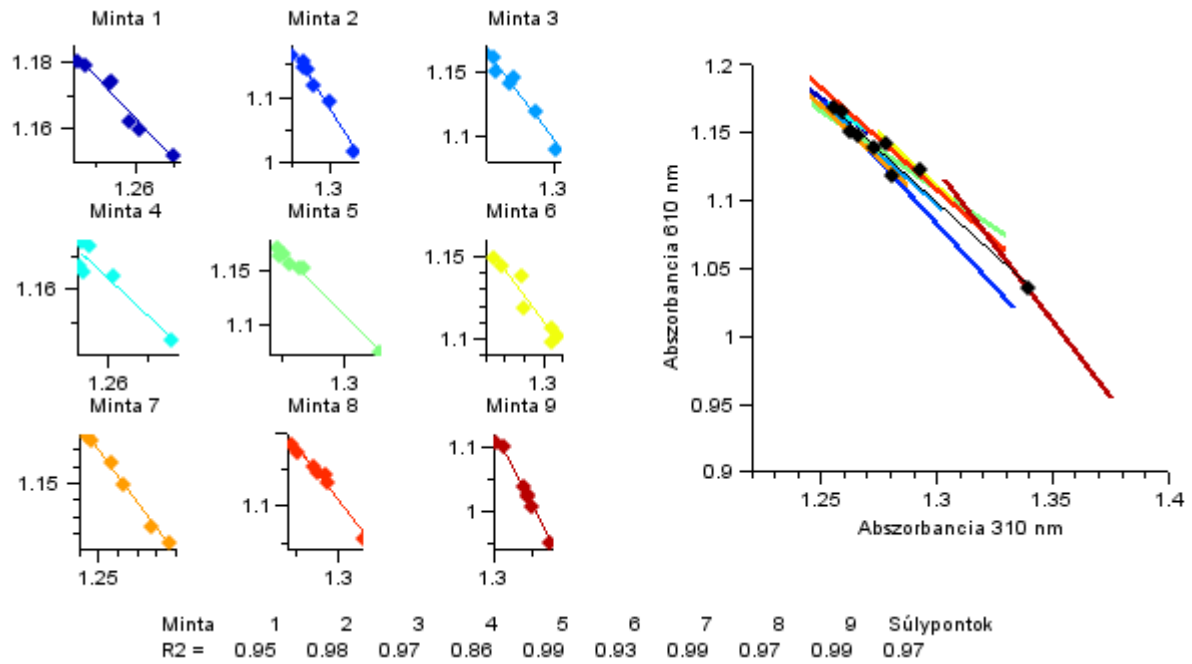 Minta 1
1.18
1.16
1.26
Minta 2
1.1
1
1.3
Minta 3
1.15
1.1
1.3
Minta 4
1.16
1.26
Minta 5
1.15
1.1
1.3
Minta 6
1.15
1.1
1.3
Minta 7
1.15
1.25
Minta 8
1.1
1.3
Minta 9
1.1
1
1.3
Abszorbancia 610 nm
1.2
1.15
1.1
1.05
1
0.95
0.9
1.25 1.3 1.35 1.4
Abszorbancia 310 nm
Minta 1 2 3 4 5 6 7 8 9 Súlypontok
R2 = 0.95 0.98 0.97 0.86 0.99 0.93 0.99 0.97 0.99 0.97